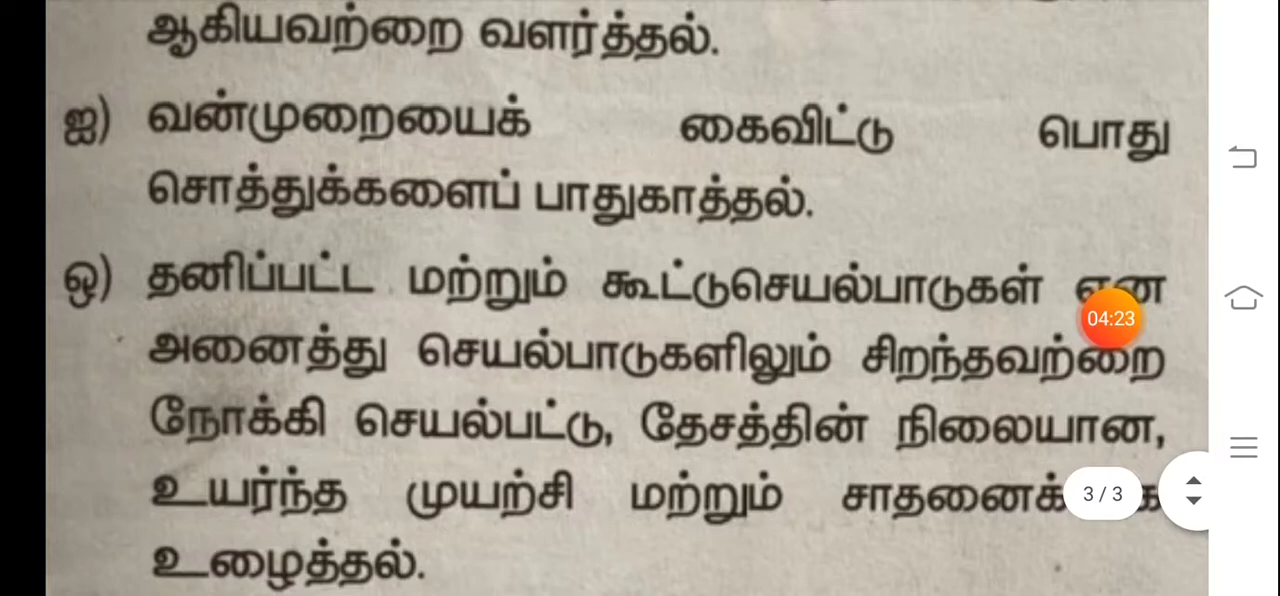 ஆகியவற்றை வளர்த்தல்.
ஐ) வன்முறையைக் கைவிட்டு பொது
சொத்துக்களைப் பாதுகாத்தல்.
ஒ) தனிப்பட்ட மற்றும் கூட்டுசெயல்பாடுகள் என
04:23
அனைத்து செயல்பாடுகளிலும் சிறந்தவற்றை
நோக்கி செயல்பட்டு, தேசத்தின் நிலையான,
உயர்ந்த முயற்சி மற்றும் சாதனைக்
3 / 3
உழைத்தல்.